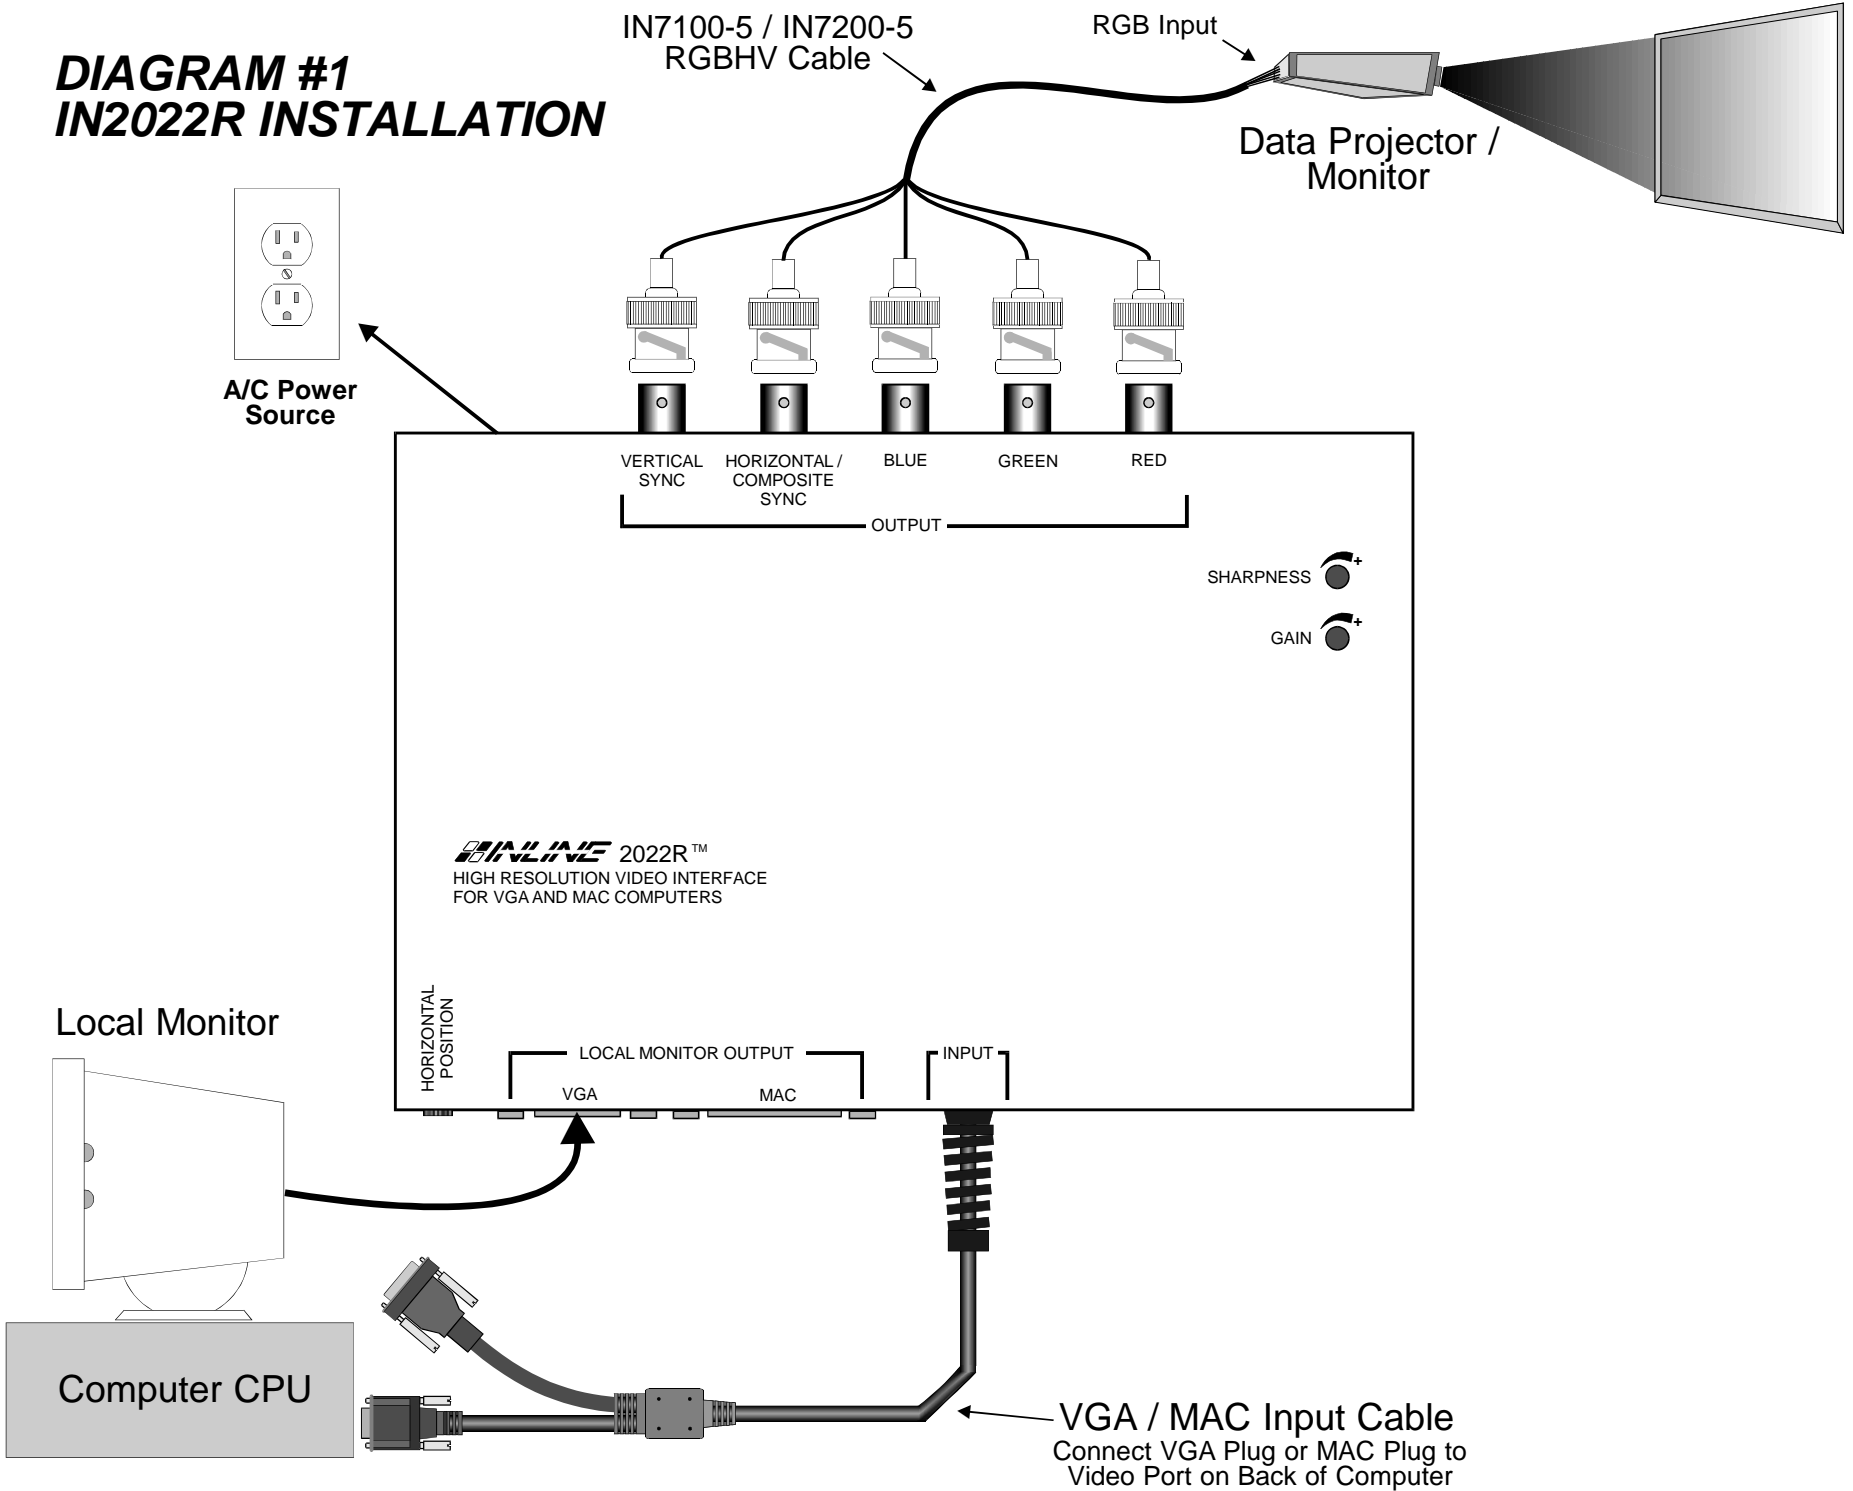 DIAGRAM #1
IN2022R INSTALLATION
IN7100-5 / IN7200-5
RGBHV Cable
RGB Input
Data Projector /
Monitor
A/C Power
Source
VERTICAL
SYNC
HORIZONTAL /
COMPOSITE
SYNC
BLUE
GREEN
RED
OUTPUT
SHARPNESS +
GAIN +
INLINE 2022R™
HIGH RESOLUTION VIDEO INTERFACE
FOR VGA AND MAC COMPUTERS
HORIZONTAL
POSITION
LOCAL MONITOR OUTPUT
VGA
MAC
INPUT
Local Monitor
Computer CPU
VGA / MAC Input Cable
Connect VGA Plug or MAC Plug to
Video Port on Back of Computer